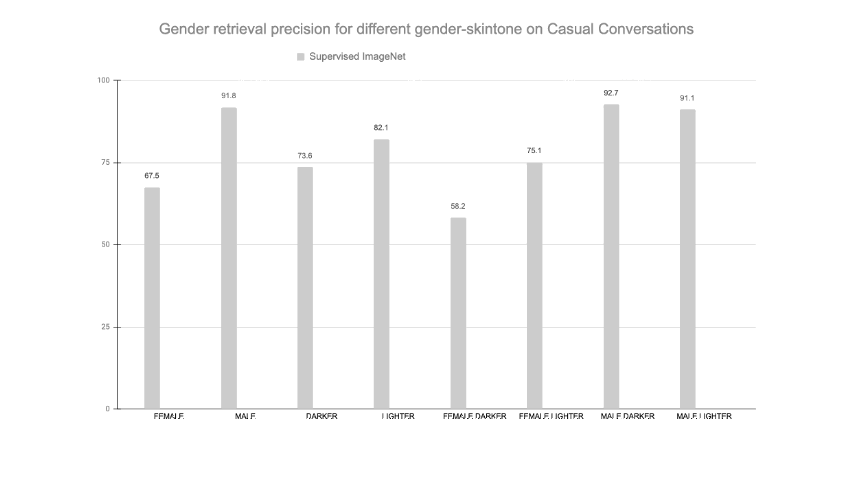 Gender retrieval precision for different gender-skintone on Casual Conversations
Supervised ImageNet
100
75
50
25
0
67.5
91.8
73.6
82.1
58.2
75.1
92.7
91.1
FEMALE
MALE
DARKER
LIGHTER
FEMALE DARKER
FEMALE LIGHTER
MALE DARKER
MALE LIGHTER